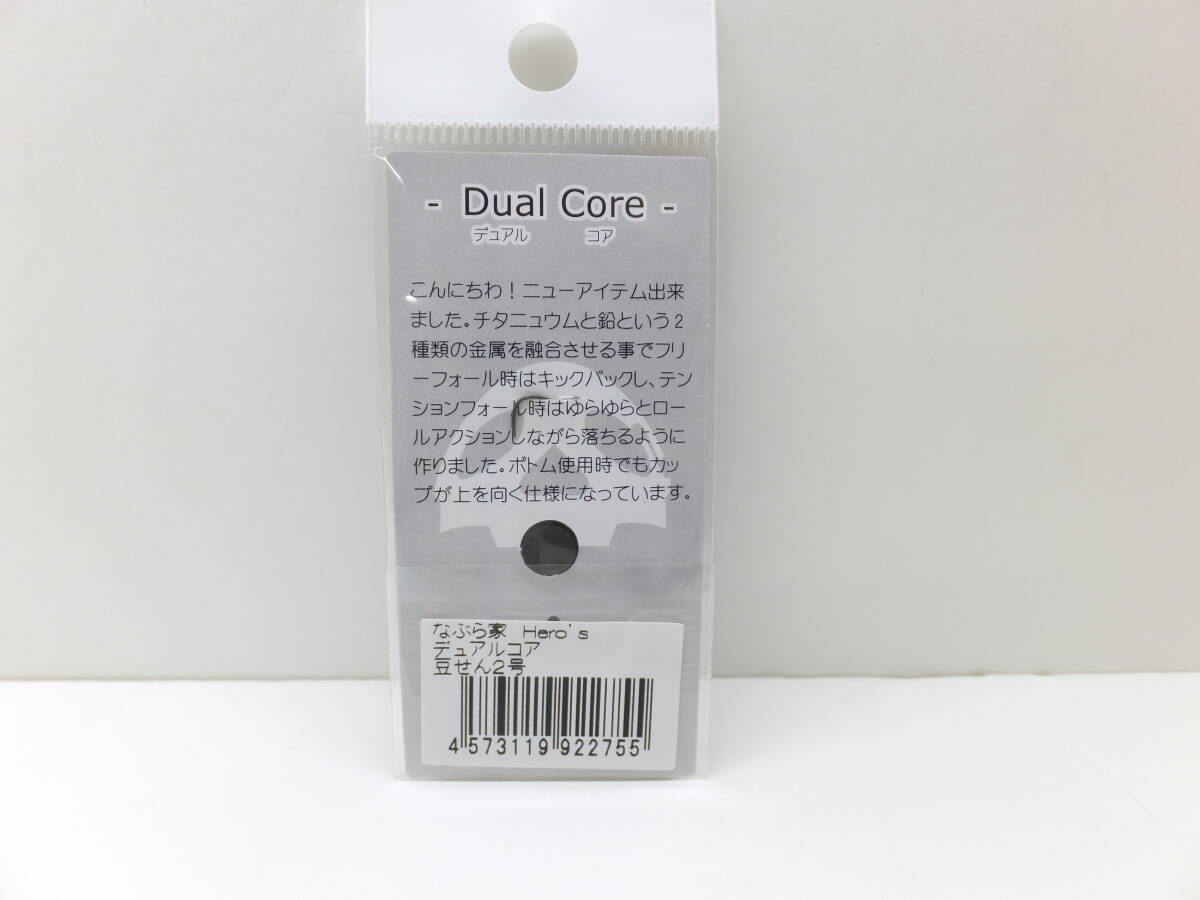 - Dual Core -
デュアル コア
こんにちわ！ニューアイテム出来
ました。チタニュウムと鉛という2
種類の金属を融合させる事でフリ
ーフォール時はキックバックし、テン
ションフォール時はゆらゆらとロー
ルアクションしながら落ちるように
作りました。ボトム使用時でもカッ
プが上を向く仕様になっています。
なぶら家 Hero's
デュアルコア
豆せん2号
4 573119 922755